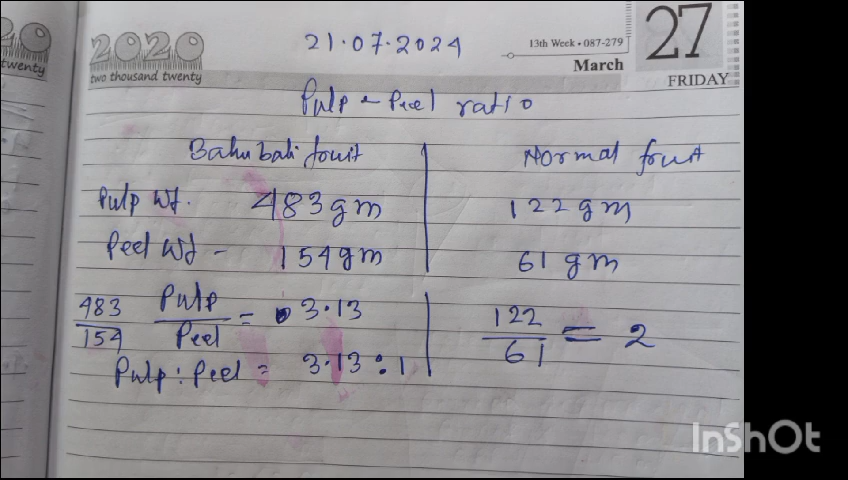 20
twenty
2020
two thousand twenty
21.07.2024
13th Week • 087-279
March
27
FRIDAY
Pulp - Peel ratio
Bahubali fruit
Normal fruit
Pulp Wt. 483 gm
122 gm
Peel Wt - 154 gm
61 gm
483/154 Pulp/Peel = 3.13
122/61 = 2
Pulp : Peel = 3.13 : 1
InShOt